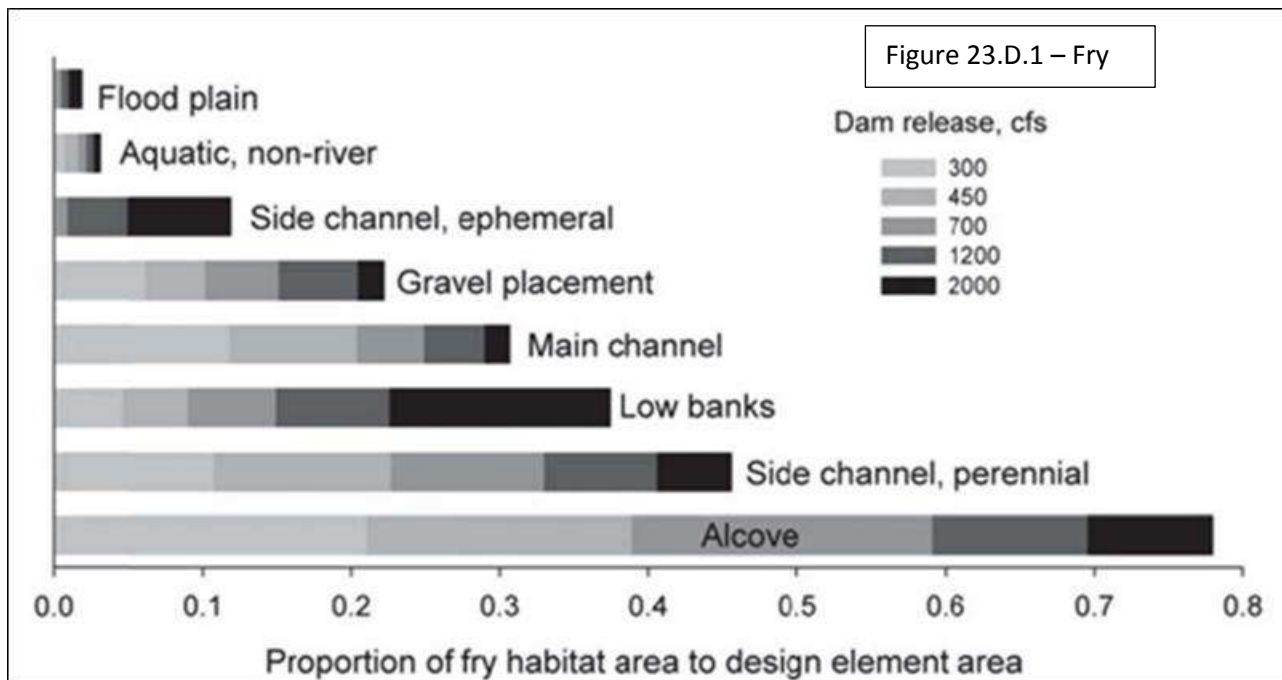 Figure 23.D.1 – Fry
Flood plain
Dam release, cfs
Aquatic, non-river
300
450
Side channel, ephemeral
700
1200
Gravel placement
2000
Main channel
Low banks
Side channel, perennial
Alcove
0.0 0.1 0.2 0.3 0.4 0.5 0.6 0.7 0.8
Proportion of fry habitat area to design element area